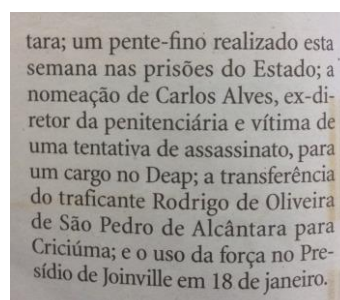 tara; um pente-fino realizado esta
semana nas prisões do Estado; a
nomeação de Carlos Alves, ex-di-
retor da penitenciária e vítima de
uma tentativa de assassinato, para
um cargo no Deap; a transferência
do traficante Rodrigo de Oliveira
de São Pedro de Alcântara para
Criciúma; e o uso da força no Pre-
sídio de Joinville em 18 de janeiro.